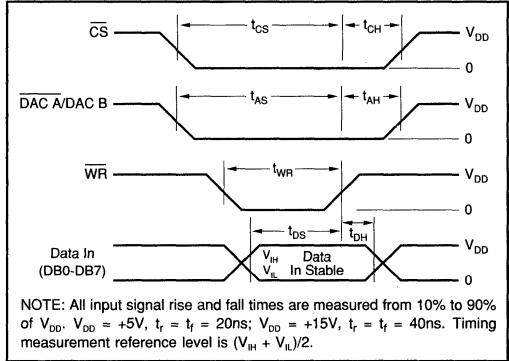 CS t_CS t_CH V_DD
0
DAC A/DAC B t_AS t_AH V_DD
0
WR t_WR V_DD
0
t_DS t_DH
Data In V_IH Data V_DD
(DB0-DB7) V_IL In Stable 0
NOTE: All input signal rise and fall times are measured from 10% to 90%
of V_DD. V_DD = +5V, t_r = t_f = 20ns; V_DD = +15V, t_r = t_f = 40ns. Timing
measurement reference level is (V_IH + V_IL)/2.